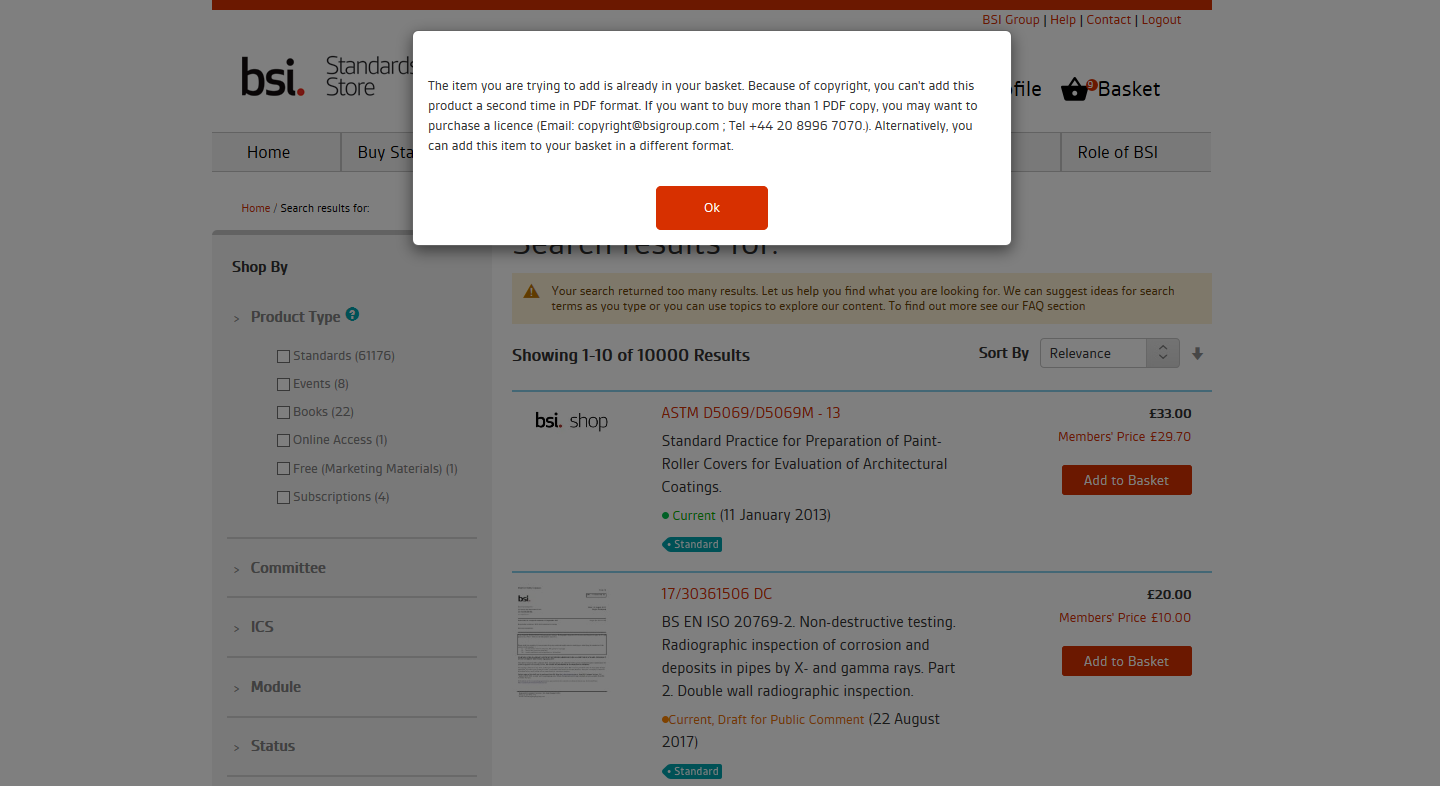 BSI Group | Help | Contact | Logout
bsi. Standards
Store
ofile
9
Basket
The item you are trying to add is already in your basket. Because of copyright, you can't add this
product a second time in PDF format. If you want to buy more than 1 PDF copy, you may want to
purchase a licence (Email: copyright@bsigroup.com ; Tel +44 20 8996 7070.). Alternatively, you
can add this item to your basket in a different format.
Ok
Home
Buy Sta
Role of BSI
Home / Search results for:
Search results for:
Shop By
> Product Type ?
Standards (61176)
Events (8)
Books (22)
Online Access (1)
Free (Marketing Materials) (1)
Subscriptions (4)
> Committee
> ICS
> Module
> Status
Your search returned too many results. Let us help you find what you are looking for. We can suggest ideas for search
terms as you type or you can use topics to explore our content. To find out more see our FAQ section
Showing 1-10 of 10000 Results
Sort By
Relevance
bsi. shop
ASTM D5069/D5069M - 13
Standard Practice for Preparation of Paint-
Roller Covers for Evaluation of Architectural
Coatings.
Current (11 January 2013)
Standard
£33.00
Members' Price £29.70
Add to Basket
bsi.
17/30361506 DC
BS EN ISO 20769-2. Non-destructive testing.
Radiographic inspection of corrosion and
deposits in pipes by X- and gamma rays. Part
2. Double wall radiographic inspection.
Current, Draft for Public Comment (22 August
2017)
Standard
£20.00
Members' Price £10.00
Add to Basket